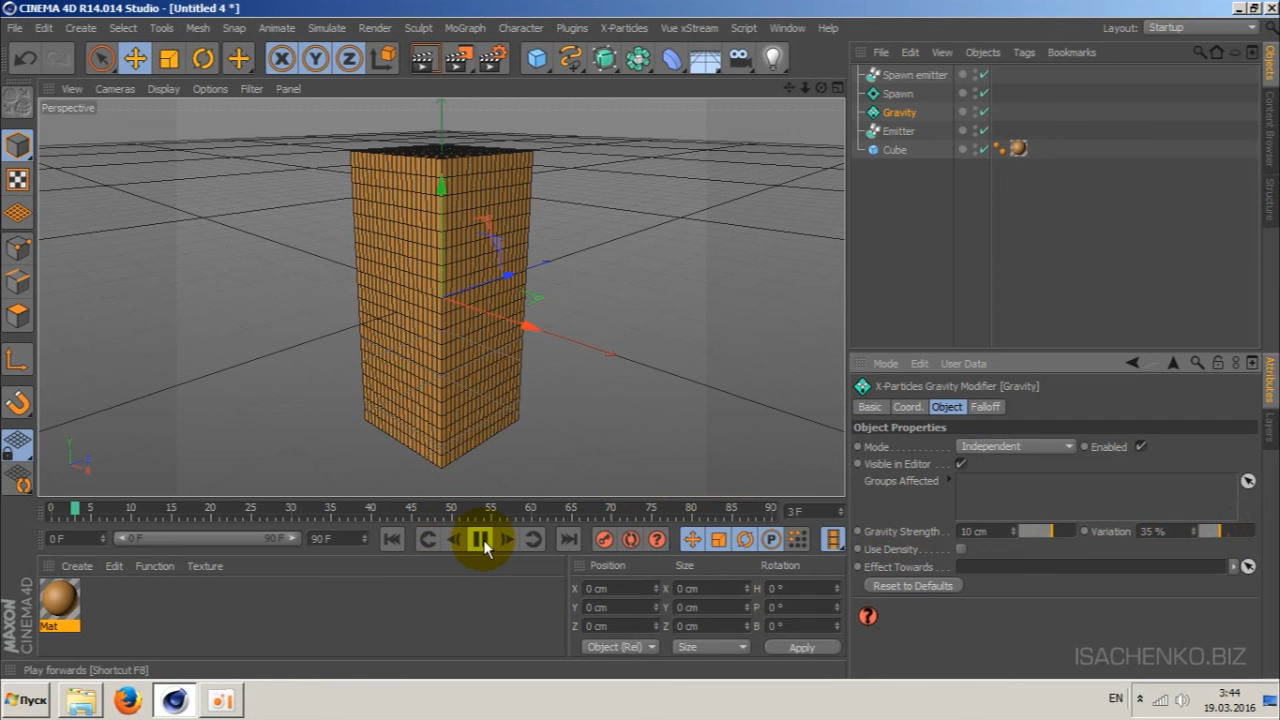 CINEMA 4D R14.014 Studio - [Untitled 4 *]
File Edit Create Select Tools Mesh Snap Animate Simulate Render Sculpt MoGraph Character Plugins X-Particles Vue xStream Script Window Help Layout: Startup
X Y Z
File Edit View Objects Tags Bookmarks
View Cameras Display Options Filter Panel
Perspective
Spawn emitter
Spawn
Gravity
Emitter
Cube
Objects
Content Browser
Structure
Mode Edit User Data
X-Particles Gravity Modifier [Gravity]
Basic Coord. Object Falloff
Object Properties
Mode Independent Enabled
Visible in Editor
Groups Affected
Gravity Strength 10 cm Variation 35 %
Use Density
Effect Towards
Reset to Defaults
Attributes
Layers
Y
Z
X
0 5 10 15 20 25 30 35 40 45 50 55 60 65 70 75 80 85 90 3 F
0 F 0 F 90 F 90 F
P
Create Edit Function Texture
Mat
Position Size Rotation
X 0 cm X 0 cm H 0 °
Y 0 cm Y 0 cm P 0 °
Z 0 cm Z 0 cm B 0 °
Object (Rel) Size Apply
MAXON
CINEMA 4D
Play forwards [Shortcut F8]
ISACHENKO.BIZ
Пуск
EN
3:44
19.03.2016